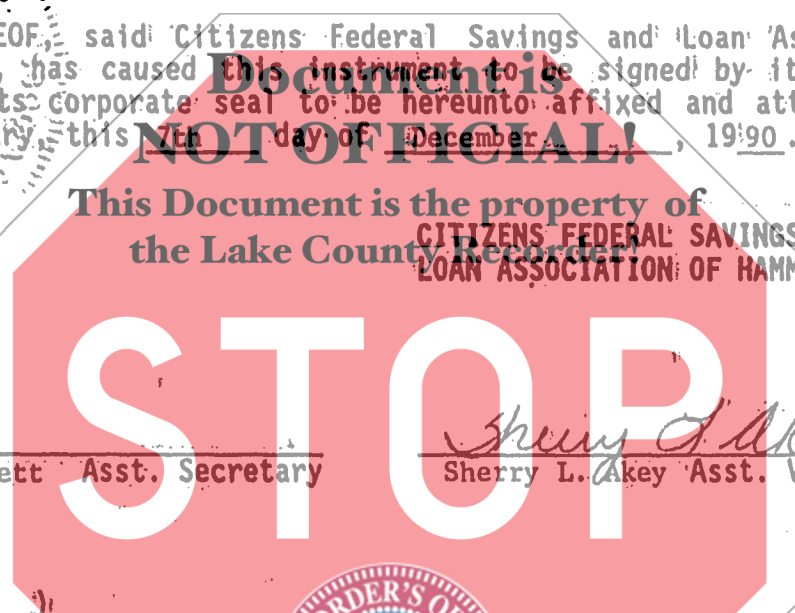 EOF, said Citizens Federal Savings and Loan As
, has caused this instrument to be signed by it
ts corporate seal to be hereunto affixed and att
ry, this 7th day of December, 1990.
Document is
NOT OFFICIAL!
This Document is the property of
the Lake County Recorder!
CITIZENS FEDERAL SAVINGS
LOAN ASSOCIATION OF HAMM
STOP
Sherry L. Ak
ett Asst. Secretary
Sherry L. Akey Asst. V
RDER'S O